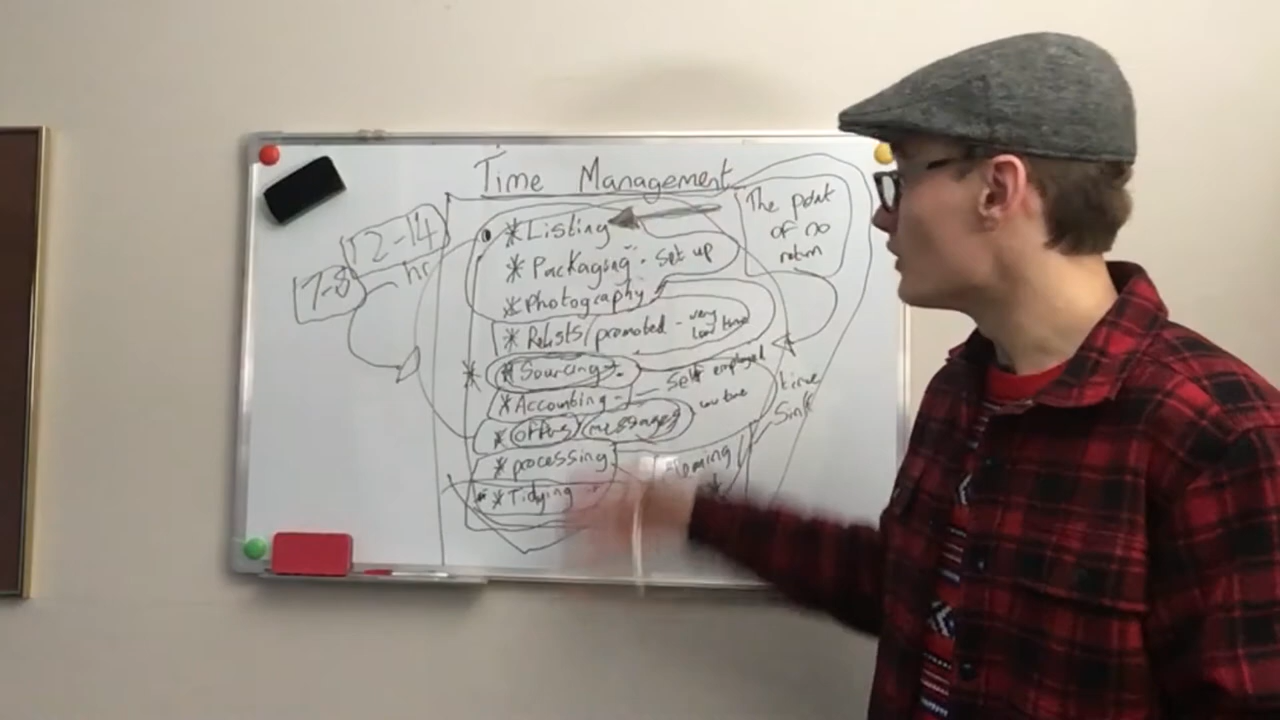 Time Management
* Listing
* Packaging - set up
* Photography
* Relists/promoted - very low time
* Sourcing -
* Accounting - self employed
low time
* offers/messages
* processing
* Tidying
The point
of no
return
12-14
hr
7-8
time
Sink